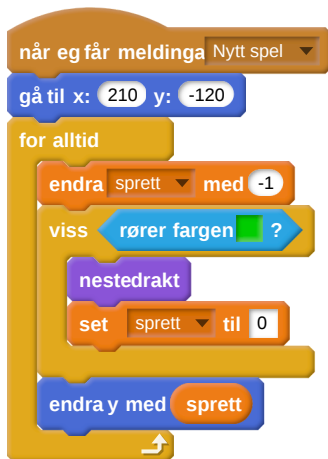 når eg får meldinga Nytt spel
gå til x: 210 y: -120
for alltid
endra sprett med -1
viss rører fargen ?
nestedrakt
set sprett til 0
endra y med sprett